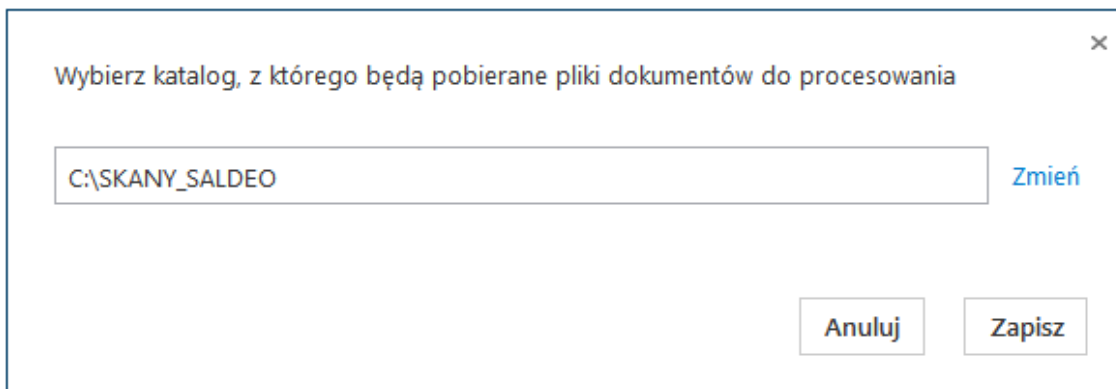 Wybierz katalog, z którego będą pobierane pliki dokumentów do procesowania
C:\SKANY_SALDEO
Zmień
Anuluj
Zapisz